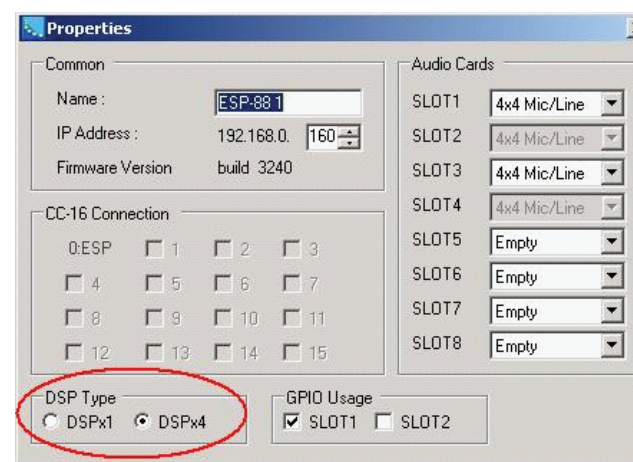 Properties
Common
Name :
ESP-88 1
IP Address :
192.168.0. 160
Firmware Version
build 3240
CC-16 Connection
0:ESP 1 2 3
4 5 6 7
8 9 10 11
12 13 14 15
DSP Type
DSPx1 DSPx4
GPIO Usage
SLOT1 SLOT2
Audio Cards
SLOT1 4x4 Mic/Line
SLOT2 4x4 Mic/Line
SLOT3 4x4 Mic/Line
SLOT4 4x4 Mic/Line
SLOT5 Empty
SLOT6 Empty
SLOT7 Empty
SLOT8 Empty